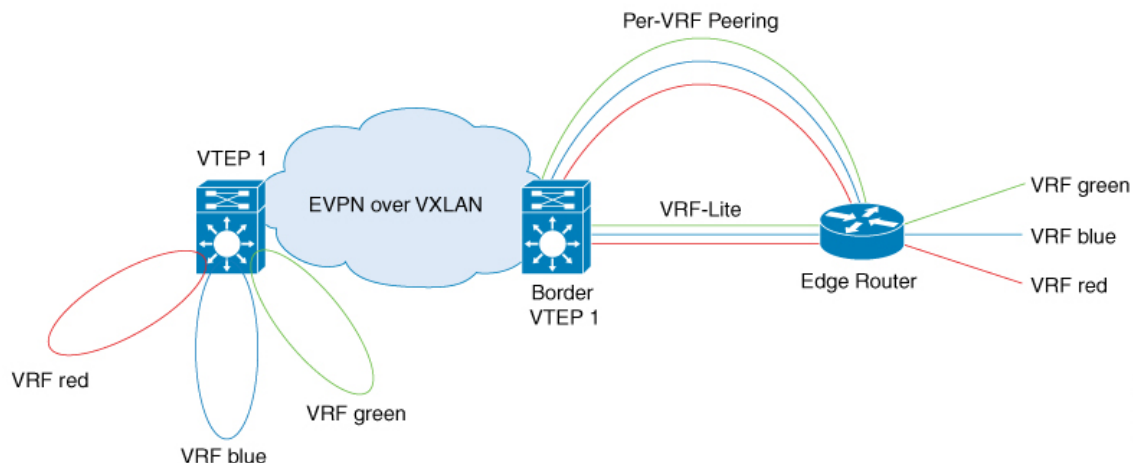 Per-VRF Peering
VTEP 1
EVPN over VXLAN
VRF-Lite
VRF green
VRF blue
VRF red
Edge Router
Border
VTEP 1
VRF red
VRF green
VRF blue